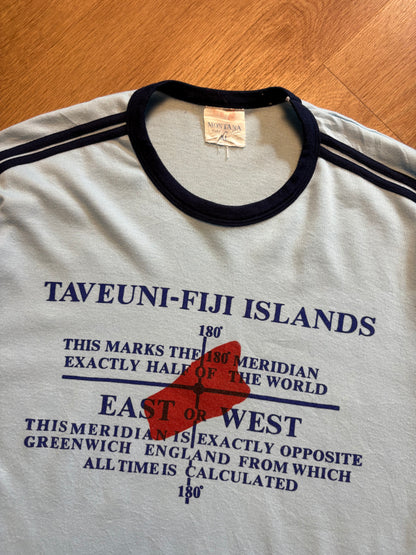 MONTANA
TAVEUNI-FIJI ISLANDS
180°
THIS MARKS THE 180° MERIDIAN
EXACTLY HALF OF THE WORLD
EAST OR WEST
THIS MERIDIAN IS EXACTLY OPPOSITE
GREENWICH ENGLAND FROM WHICH
ALL TIME IS CALCULATED
180°